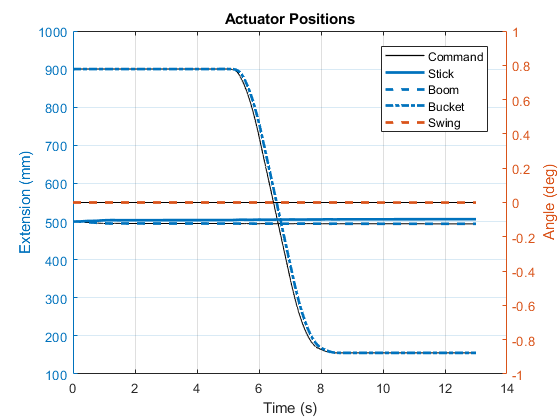 Actuator Positions
1000
900
800
700
600
500
400
300
200
100
Extension (mm)
1
0.8
0.6
0.4
0.2
0
-0.2
-0.4
-0.6
-0.8
-1
Angle (deg)
Command
Stick
Boom
Bucket
Swing
0 2 4 6 8 10 12 14
Time (s)